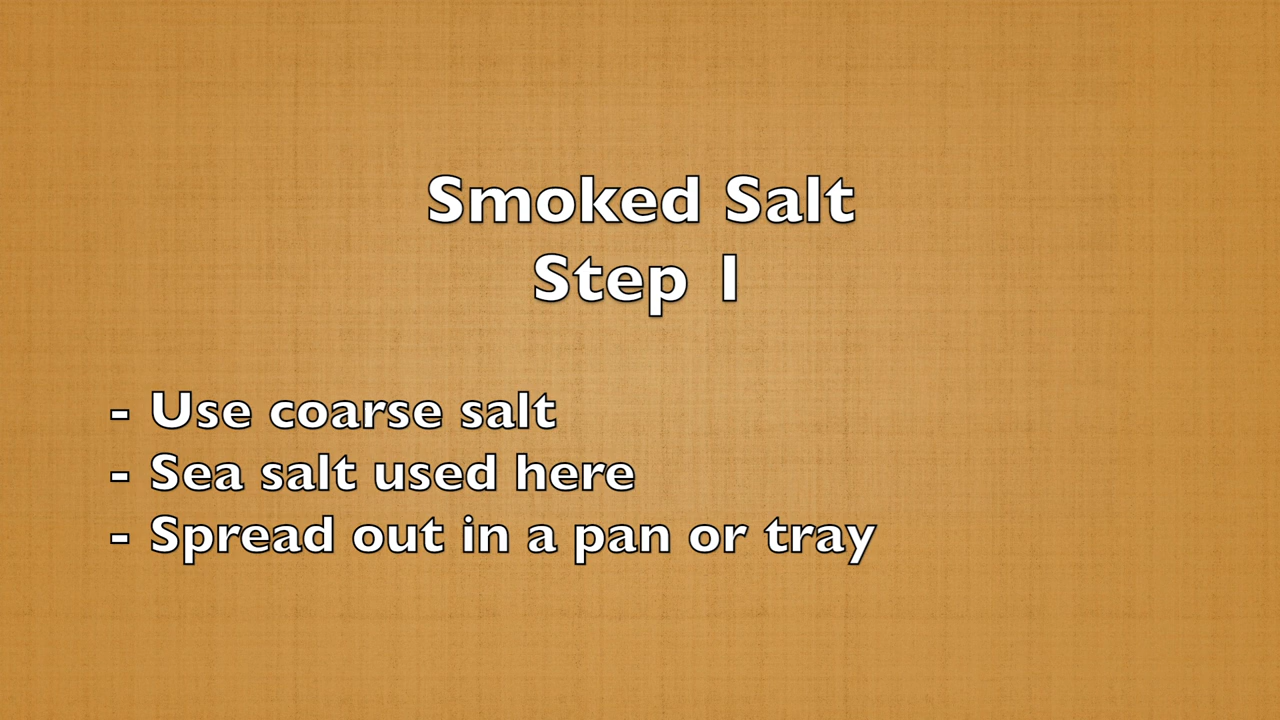 Smoked Salt
Step 1
- Use coarse salt
- Sea salt used here
- Spread out in a pan or tray